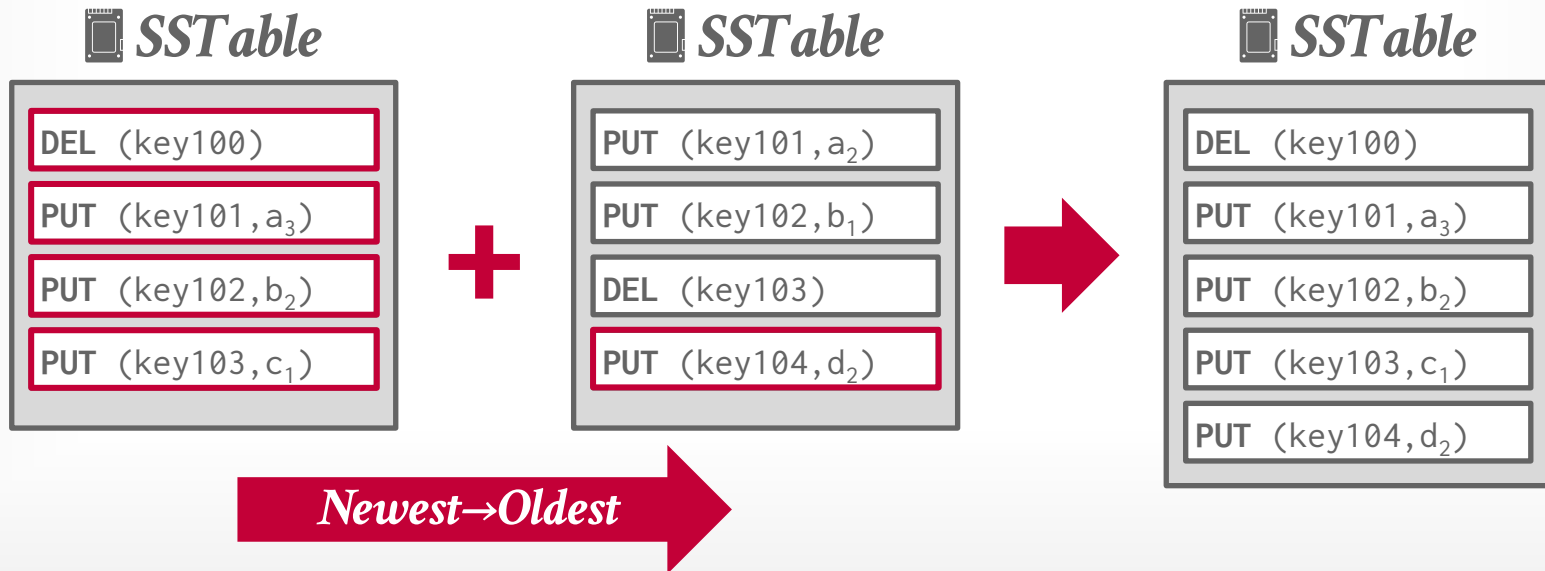 SSTable
DEL (key100)
PUT (key101,a₃)
PUT (key102,b₂)
PUT (key103,c₁)
SSTable
PUT (key101,a₂)
PUT (key102,b₁)
DEL (key103)
PUT (key104,d₂)
SSTable
DEL (key100)
PUT (key101,a₃)
PUT (key102,b₂)
PUT (key103,c₁)
PUT (key104,d₂)
Newest→Oldest